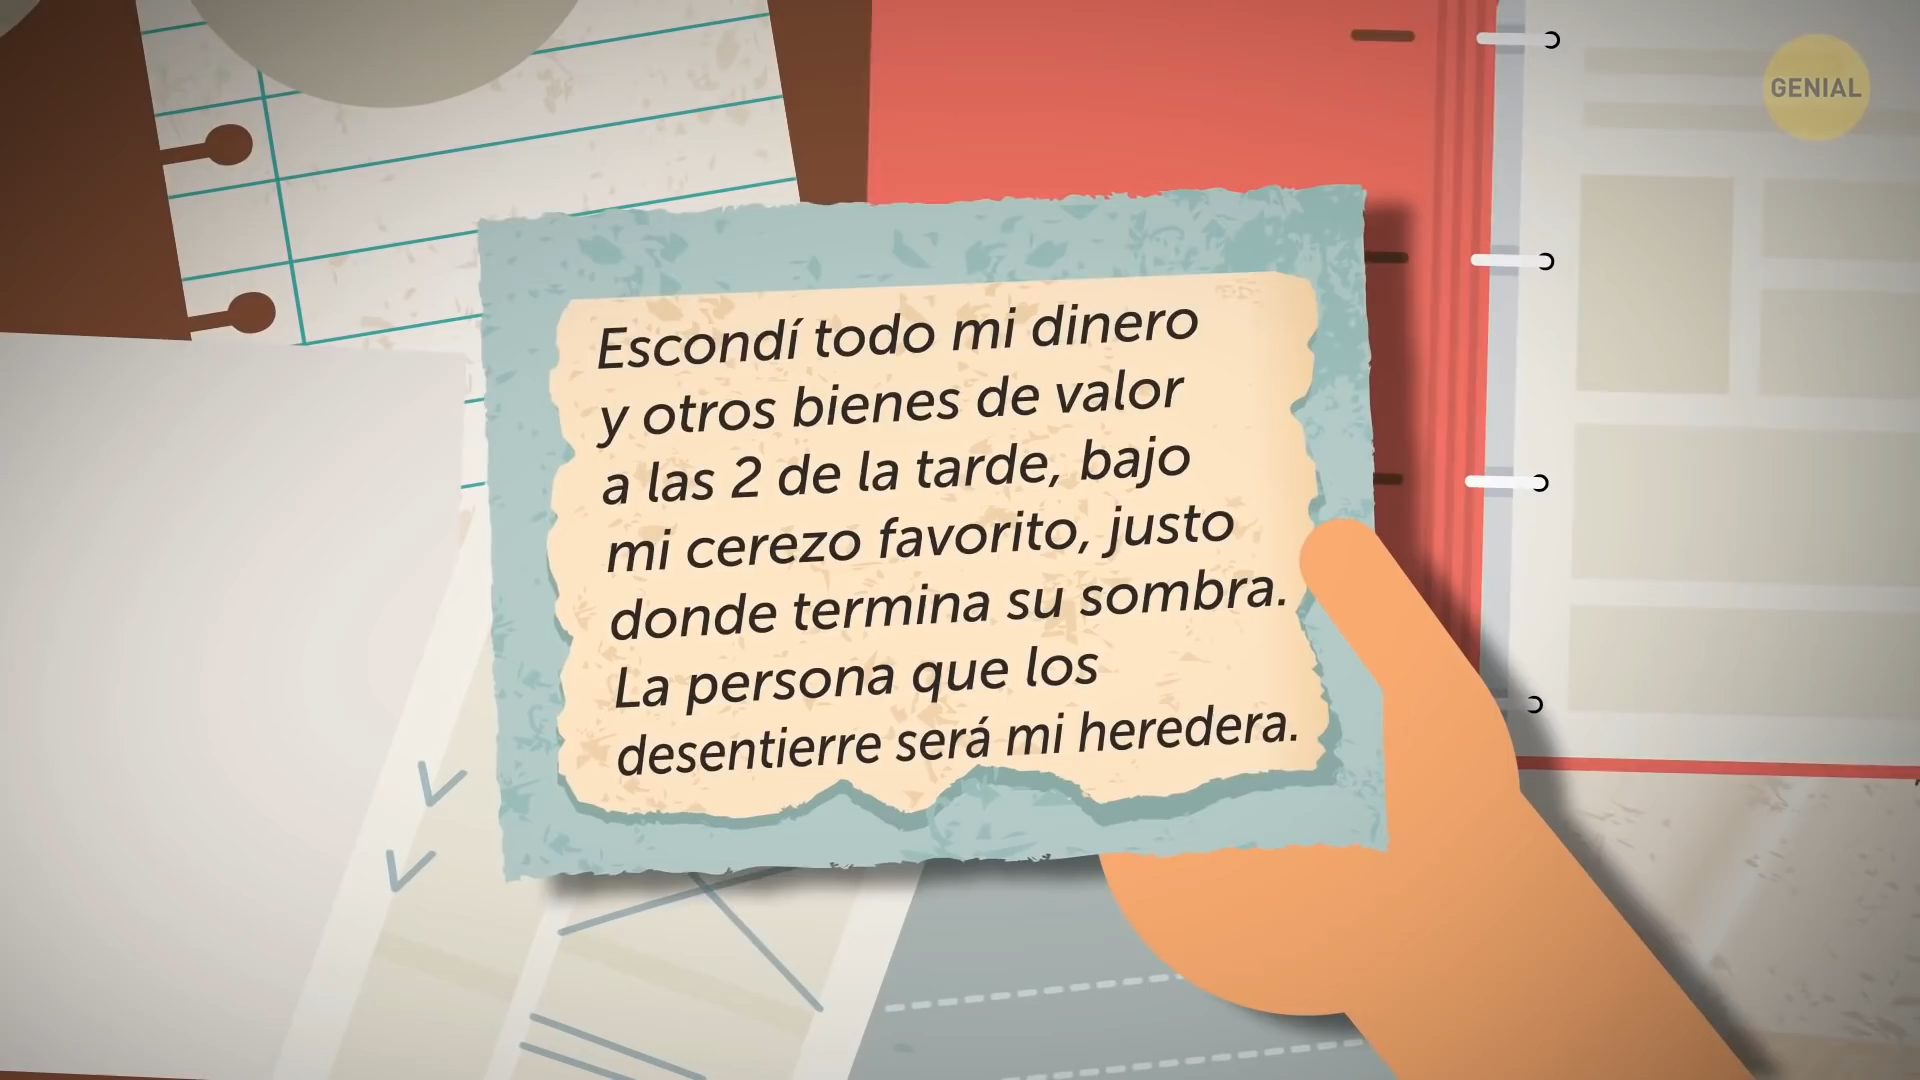 GENIAL
Escondí todo mi dinero
y otros bienes de valor
a las 2 de la tarde, bajo
mi cerezo favorito, justo
donde termina su sombra.
La persona que los
desentierre será mi heredera.